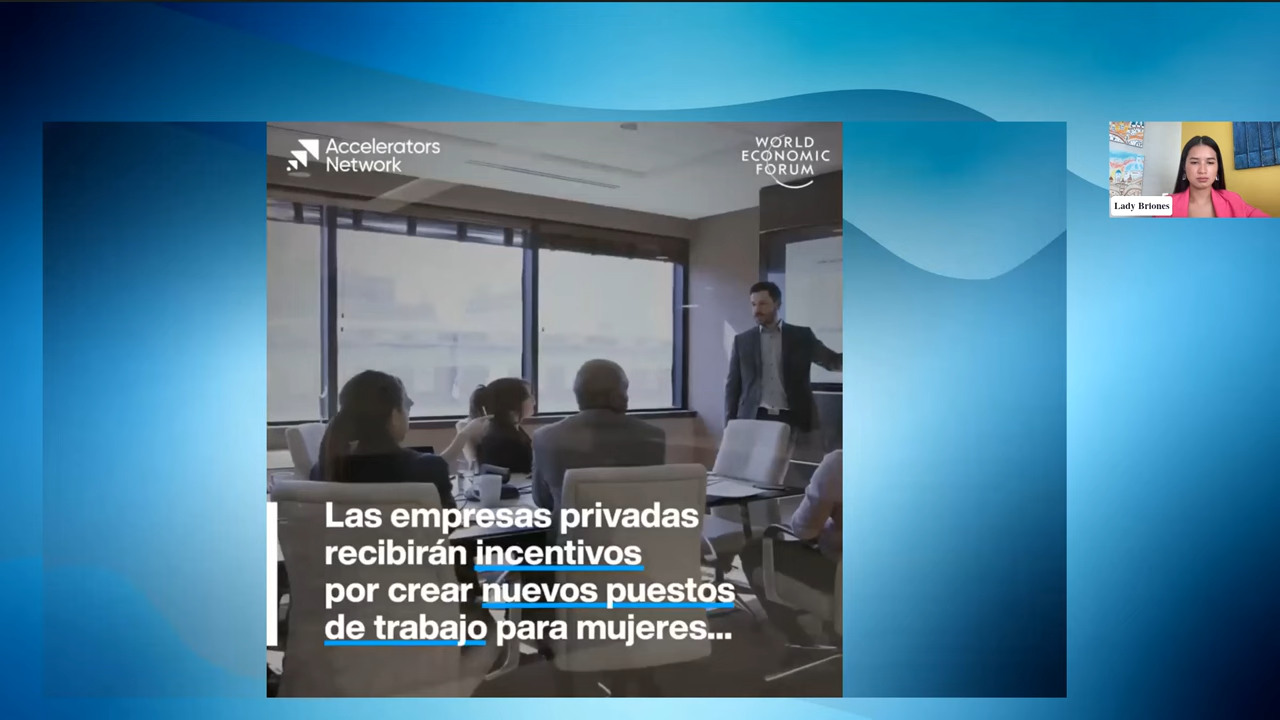 Accelerators
Network
WORLD
ECONOMIC
FORUM
Lady Briones
Las empresas privadas
recibirán incentivos
por crear nuevos puestos
de trabajo para mujeres...